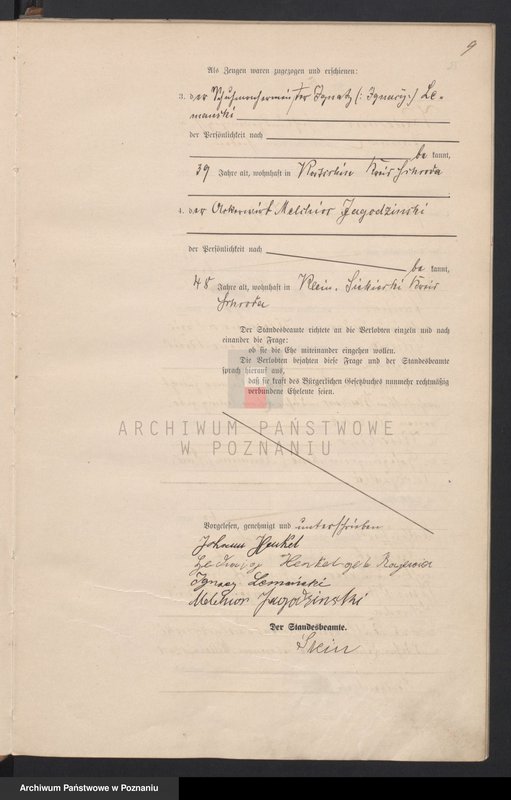 9
Als Zeugen waren zugezogen und erschienen:
3. der Schuhmachermeister Ignatz (: Ignacy :) Le-
manski
der Persönlichkeit nach
be kannt,
39 Jahre alt, wohnhaft in Kreis Schroda
4. der Ackerwirt Melchior Jagodzinski
der Persönlichkeit nach
be kannt,
48 Jahre alt, wohnhaft in Klein Siekierki Kreis
Schroda
Der Standesbeamte richtete an die Verlobten einzeln und nach
einander die Frage:
ob sie die Ehe miteinander eingehen wollen.
Die Verlobten bejahten diese Frage und der Standesbeamte
sprach hierauf aus,
daß sie kraft des Bürgerlichen Gesetzbuches nunmehr rechtmäßig
verbundene Eheleute seien.
ARCHIWUM PAŃSTWOWE
W POZNANIU
Vorgelesen, genehmigt und unterschrieben
Johann Henkel
Henkel geb
Ignacy Lemański
Melchior Jagodzinski
Der Standesbeamte.
Stein
Archiwum Państwowe w Poznaniu